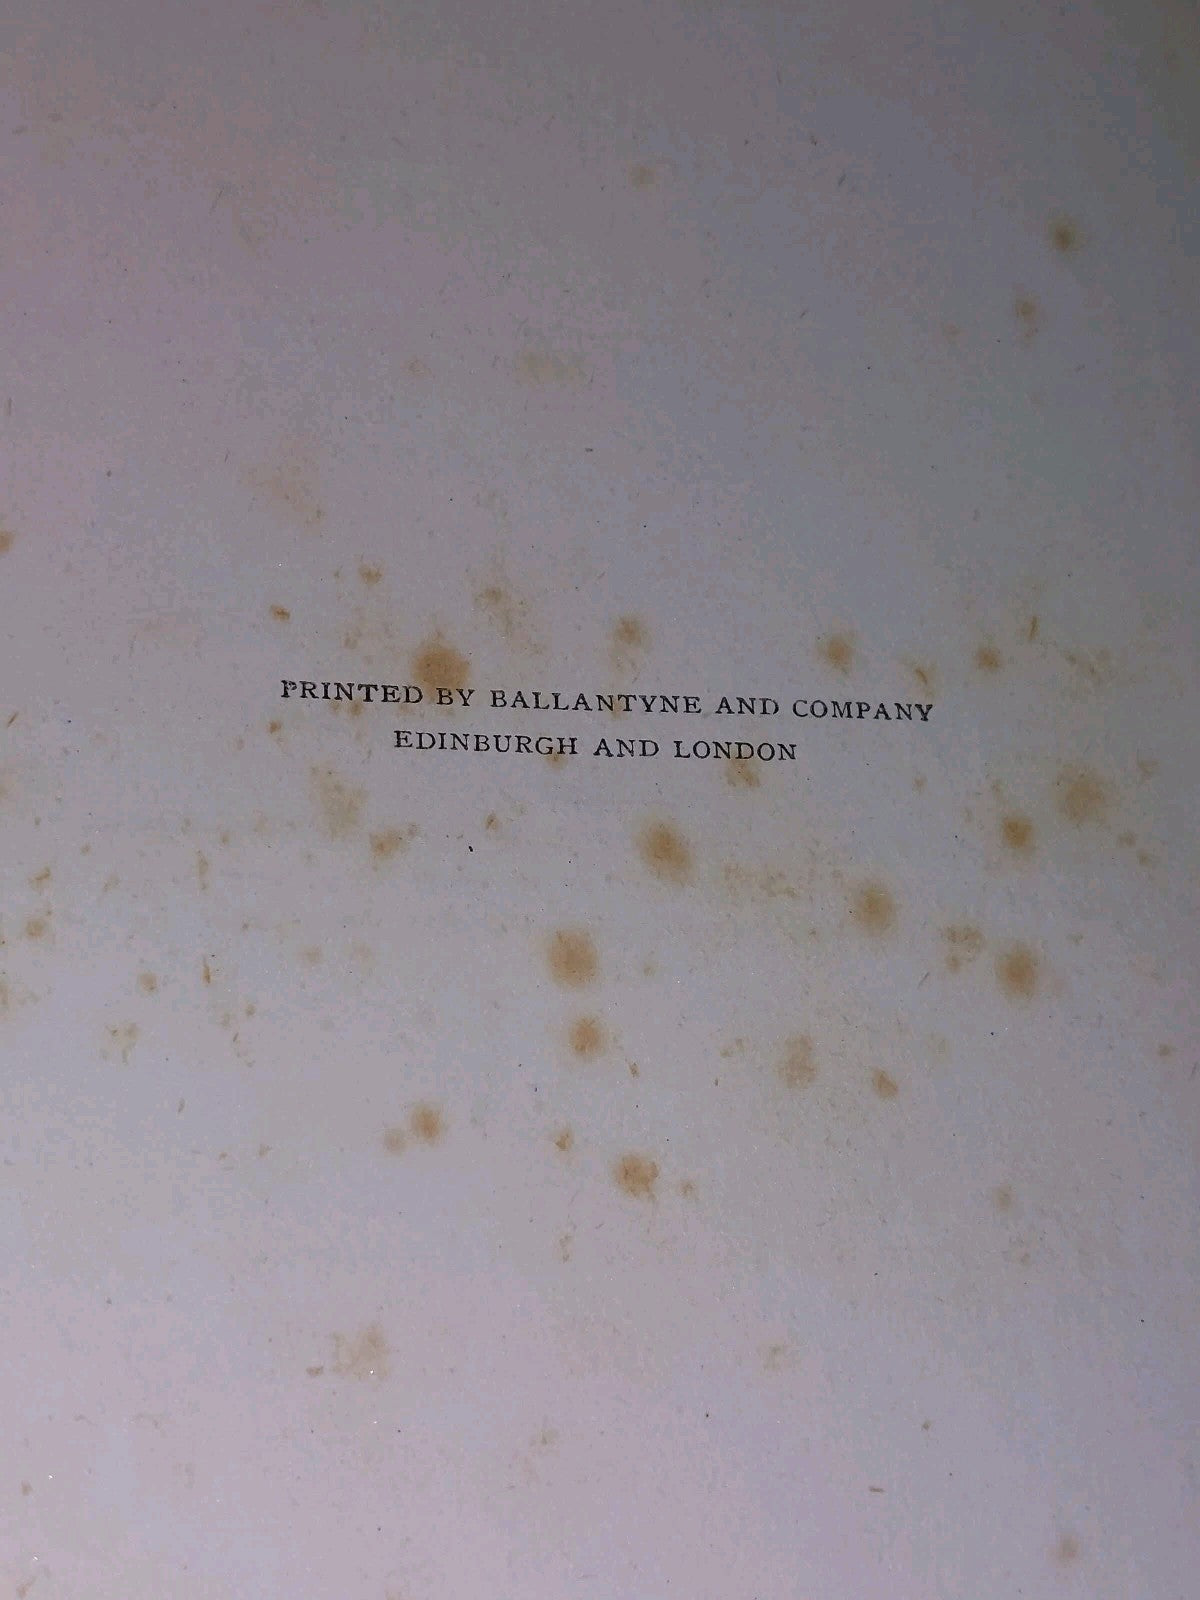 PRINTED BY BALLANTYNE AND COMPANY
EDINBURGH AND LONDON